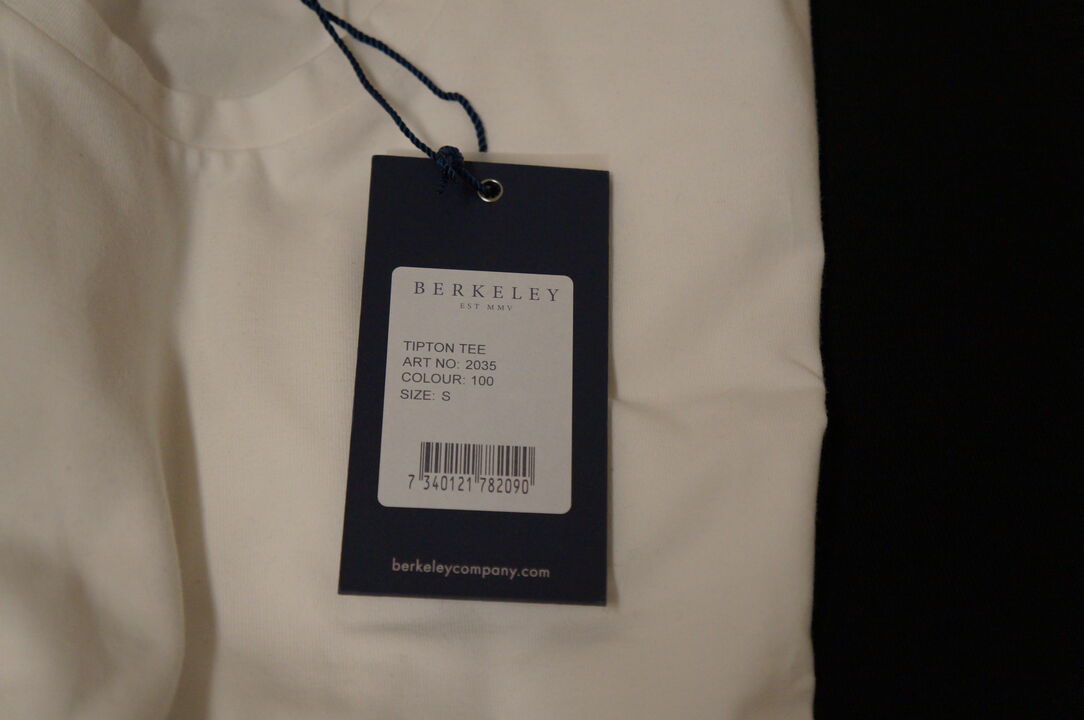 BERKELEY
EST MMV
TIPTON TEE
ART NO: 2035
COLOUR: 100
SIZE: S
7 340121 782090
berkeleycompany.com